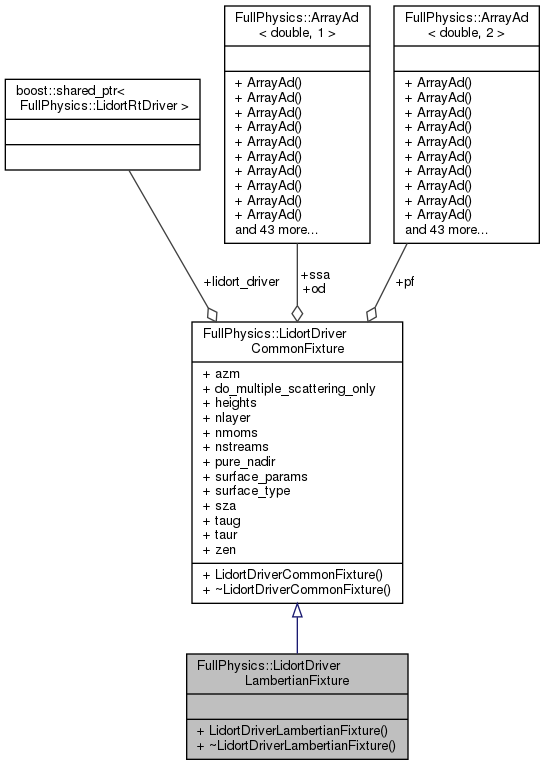 FullPhysics::ArrayAd
< double, 1 >
+ ArrayAd()
+ ArrayAd()
+ ArrayAd()
+ ArrayAd()
+ ArrayAd()
+ ArrayAd()
+ ArrayAd()
+ ArrayAd()
+ ArrayAd()
+ ArrayAd()
and 43 more...
FullPhysics::ArrayAd
< double, 2 >
+ ArrayAd()
+ ArrayAd()
+ ArrayAd()
+ ArrayAd()
+ ArrayAd()
+ ArrayAd()
+ ArrayAd()
+ ArrayAd()
+ ArrayAd()
+ ArrayAd()
and 43 more...
boost::shared_ptr<
FullPhysics::LidortRtDriver >
+lidort_driver
+ssa
+od
+pf
FullPhysics::LidortDriver
CommonFixture
+ azm
+ do_multiple_scattering_only
+ heights
+ nlayer
+ nmoms
+ nstreams
+ pure_nadir
+ surface_params
+ surface_type
+ sza
+ taug
+ taur
+ zen
+ LidortDriverCommonFixture()
+ ~LidortDriverCommonFixture()
FullPhysics::LidortDriver
LambertianFixture
+ LidortDriverLambertianFixture()
+ ~LidortDriverLambertianFixture()